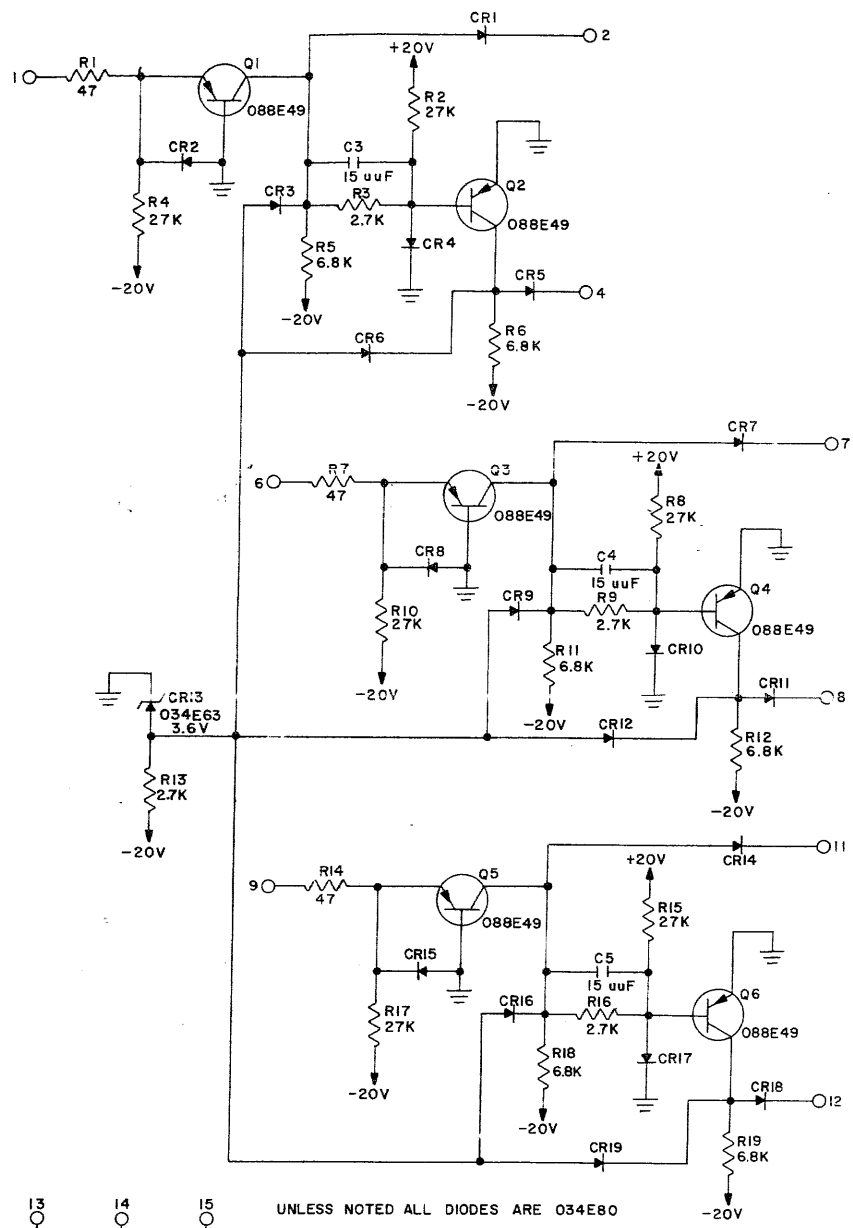 CR1
2
+20V
R1
Q1
1
47
088E49
R2
27K
CR2
C3
15 uuF
Q2
CR3
R3
2.7K
R4
27K
088E49
R5
6.8K
CR4
-20V
-20V
CR5
4
CR6
R6
6.8K
-20V
CR7
7
+20V
R7
Q3
6
47
088E49
R8
27K
CR8
C4
15 uuF
Q4
CR9
R9
2.7K
R10
27K
088E49
R11
6.8K
CR10
-20V
-20V
CR13
034E63
3.6V
CR11
8
CR12
R12
6.8K
R13
2.7K
-20V
-20V
CR14
11
+20V
R14
Q5
9
47
088E49
R15
27K
CR15
C5
15 uuF
Q6
CR16
R16
2.7K
R17
27K
088E49
R18
6.8K
CR17
-20V
-20V
CR18
12
CR19
R19
6.8K
-20V
13 14 15
UNLESS NOTED ALL DIODES ARE 034E80